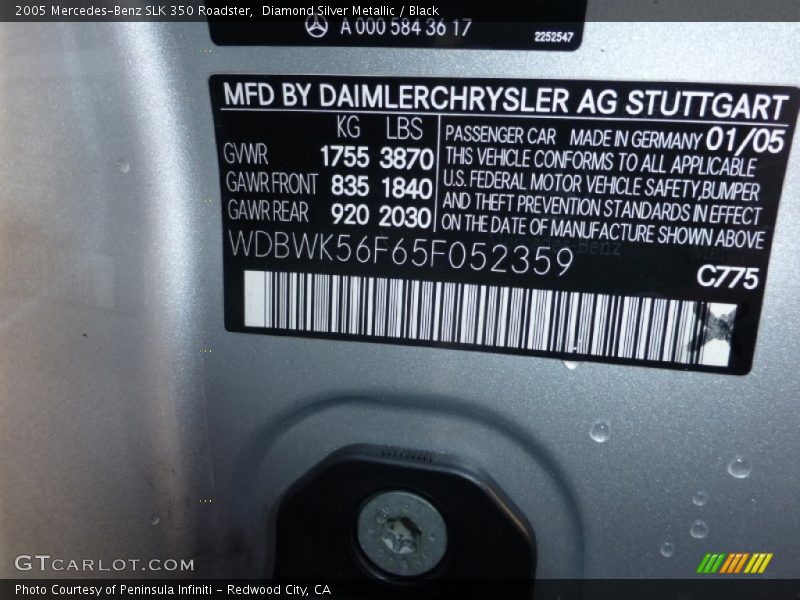 2005 Mercedes-Benz SLK 350 Roadster, Diamond Silver Metallic / Black
A 000 584 36 17
2252547
MFD BY DAIMLERCHRYSLER AG STUTTGART
KG LBS
GVWR 1755 3870
GAWR FRONT 835 1840
GAWR REAR 920 2030
PASSENGER CAR MADE IN GERMANY 01/05
THIS VEHICLE CONFORMS TO ALL APPLICABLE
U.S. FEDERAL MOTOR VEHICLE SAFETY,BUMPER
AND THEFT PREVENTION STANDARDS IN EFFECT
ON THE DATE OF MANUFACTURE SHOWN ABOVE
WDBWK56F65F052359
C775
GTCARLOT.COM
Photo Courtesy of Peninsula Infiniti - Redwood City, CA